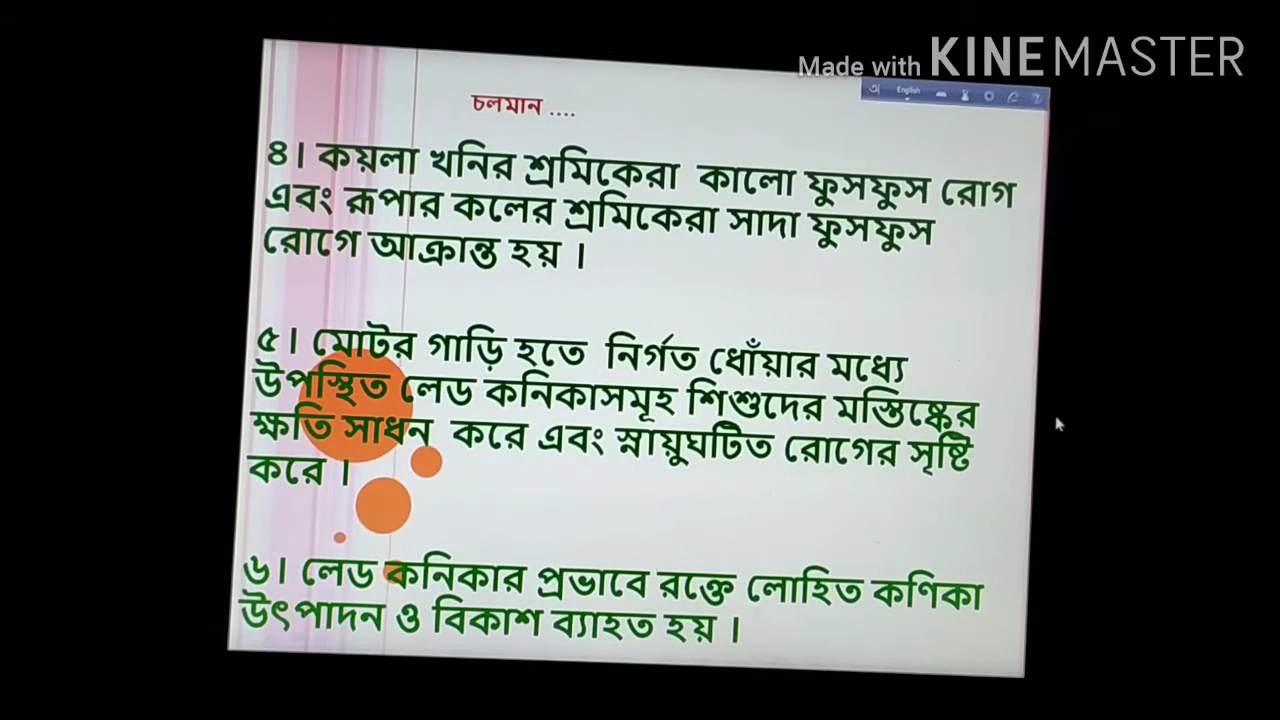 Made with KINEMASTER
English
চলমান ....
৪। কয়লা খনির শ্রমিকেরা কালো ফুসফুস রোগ
এবং রূপার কলের শ্রমিকেরা সাদা ফুসফুস
রোগে আক্রান্ত হয় ।
৫। মোটর গাড়ি হতে নির্গত ধোঁয়ার মধ্যে
উপস্থিত লেড কনিকাসমূহ শিশুদের মস্তিষ্কের
ক্ষতি সাধন করে এবং স্নায়ুঘটিত রোগের সৃষ্টি
করে ।
৬। লেড কনিকার প্রভাবে রক্তে লোহিত কণিকা
উৎপাদন ও বিকাশ ব্যাহত হয় ।